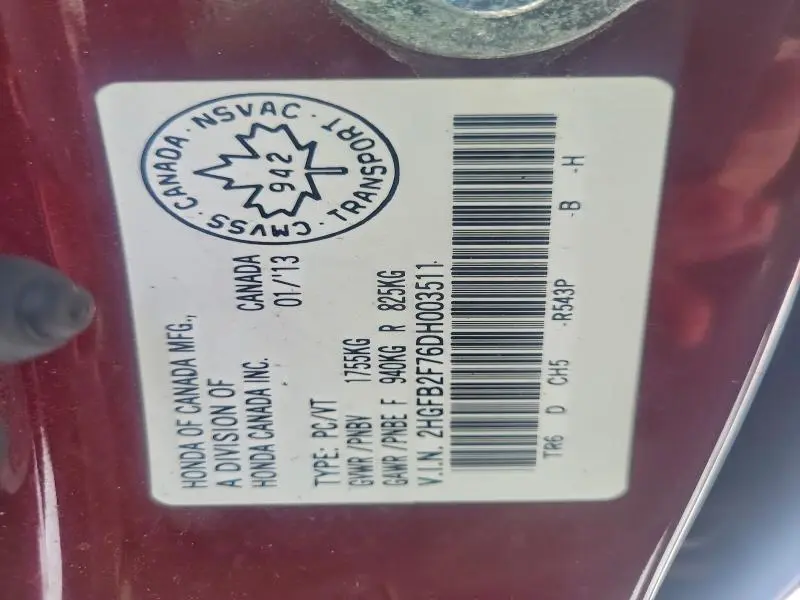 HONDA OF CANADA MFG.,
A DIVISION OF
HONDA CANADA INC.
CANADA
01/'13
CMVSS · CANADA · NSVAC · TRANSPORT ·
942
TYPE: PC/VT
GVWR/PNBV 1755KG
GAWR/PNBE F 940KG R 825KG
V.I.N. 2HGFB2F76DH003511
TR6 D CH5 -R543P -B -H